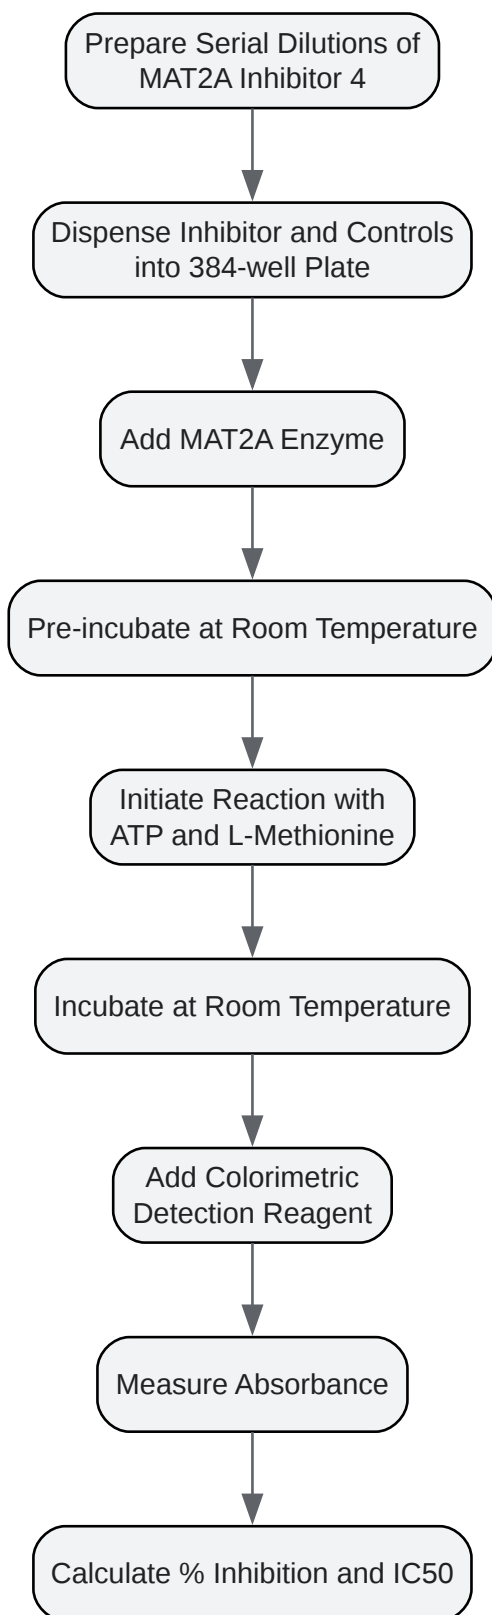 Prepare Serial Dilutions of
MAT2A Inhibitor 4
Dispense Inhibitor and Controls
into 384-well Plate
Add MAT2A Enzyme
Pre-incubate at Room Temperature
Initiate Reaction with
ATP and L-Methionine
Incubate at Room Temperature
Add Colorimetric
Detection Reagent
Measure Absorbance
Calculate % Inhibition and IC50